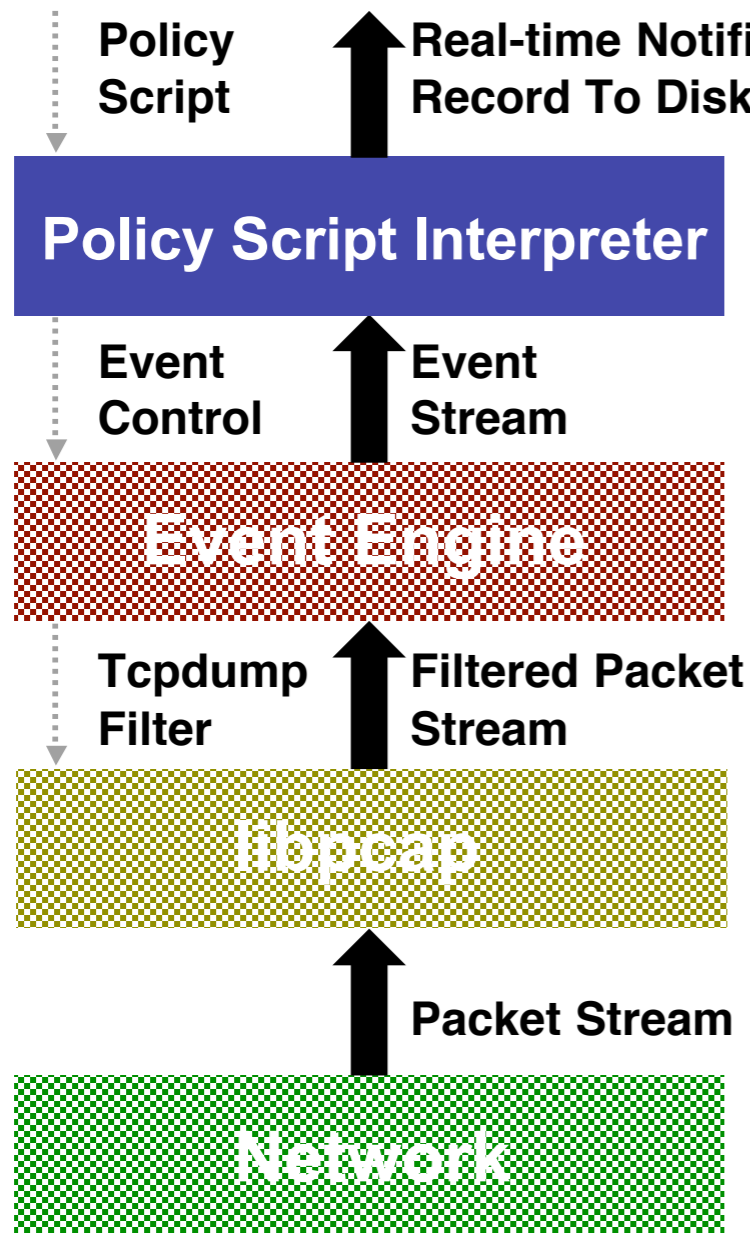 Policy
Script
Real-time Notifi
Record To Disk
Policy Script Interpreter
Event
Control
Event
Stream
Event Engine
Tcpdump
Filter
Filtered Packet
Stream
libpcap
Packet Stream
Network